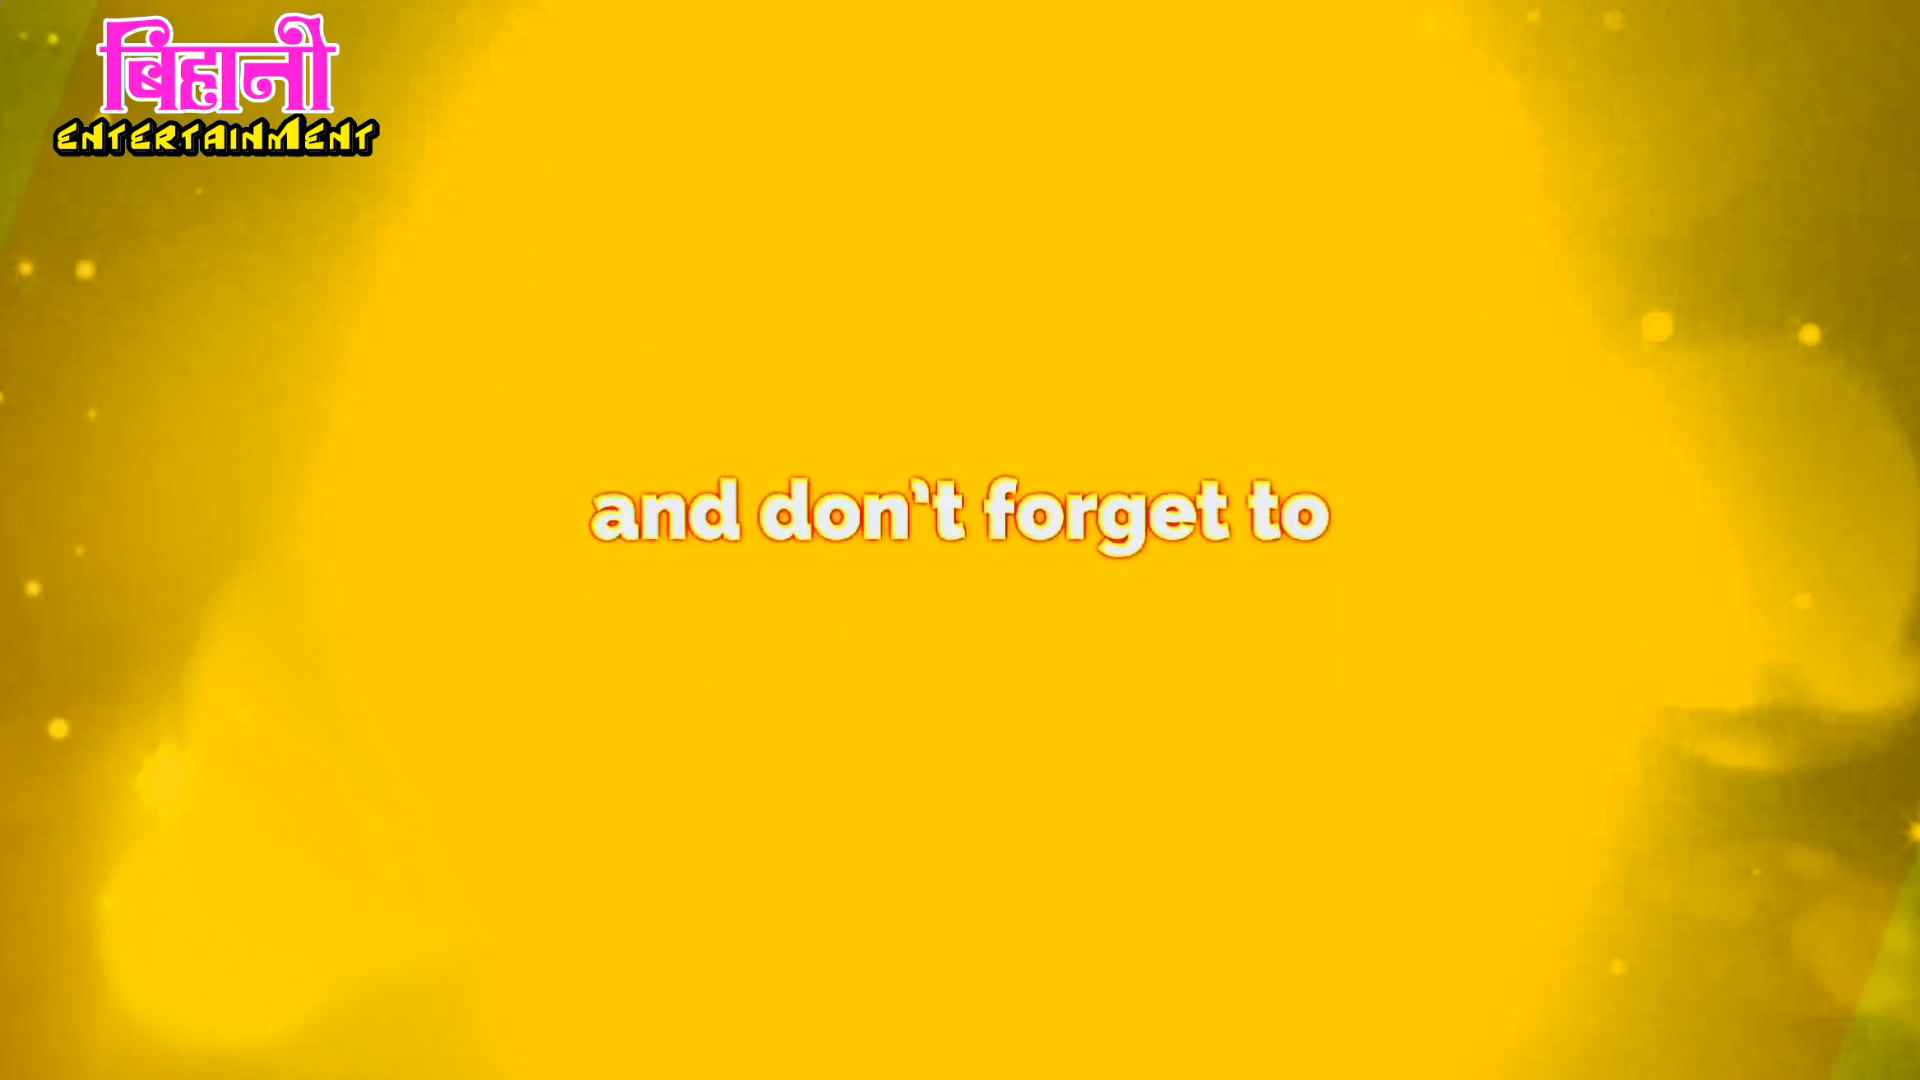 बिहानी
ENTERTAINMENT
and don't forget to